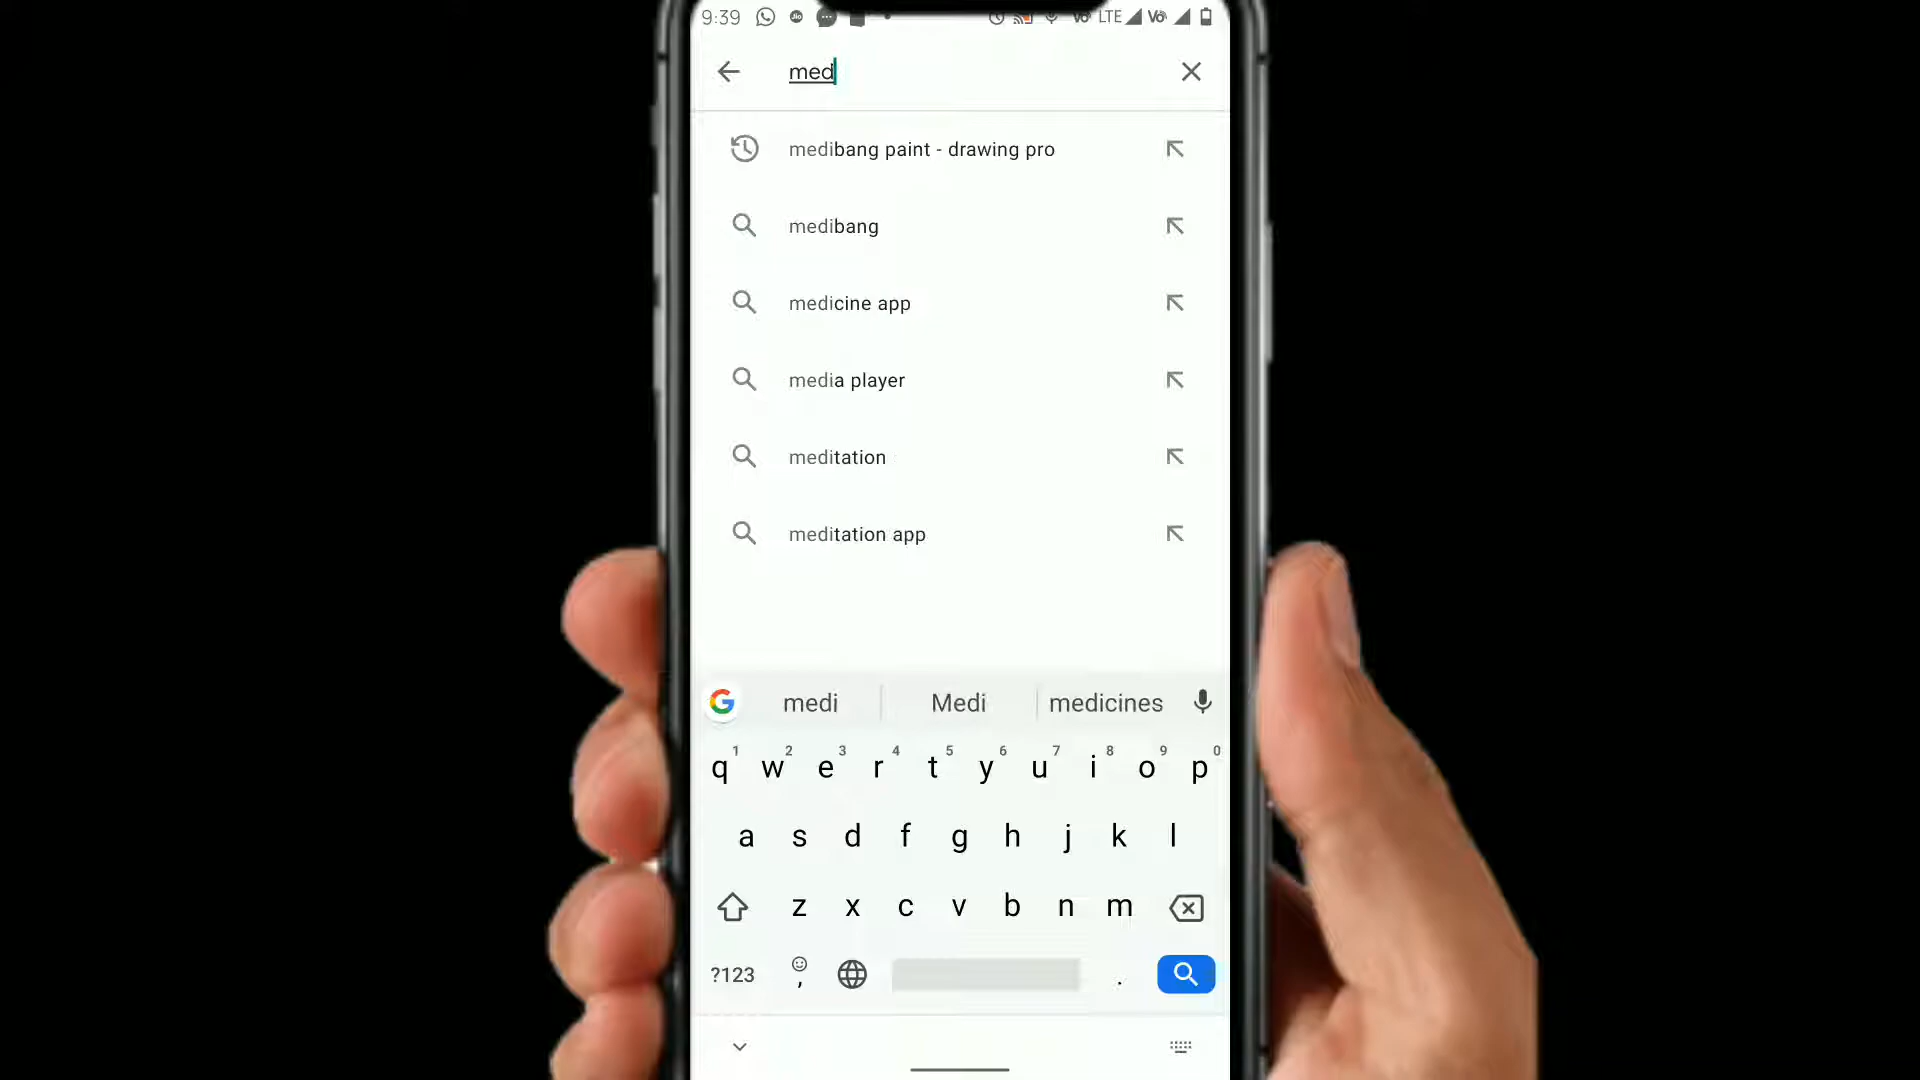 9:39 LTE
med
medibang paint - drawing pro
medibang
medicine app
media player
meditation
meditation app
medi Medi medicines
1 2 3 4 5 6 7 8 9 0
q w e r t y u i o p
a s d f g h j k l
z x c v b n m
?123 , .